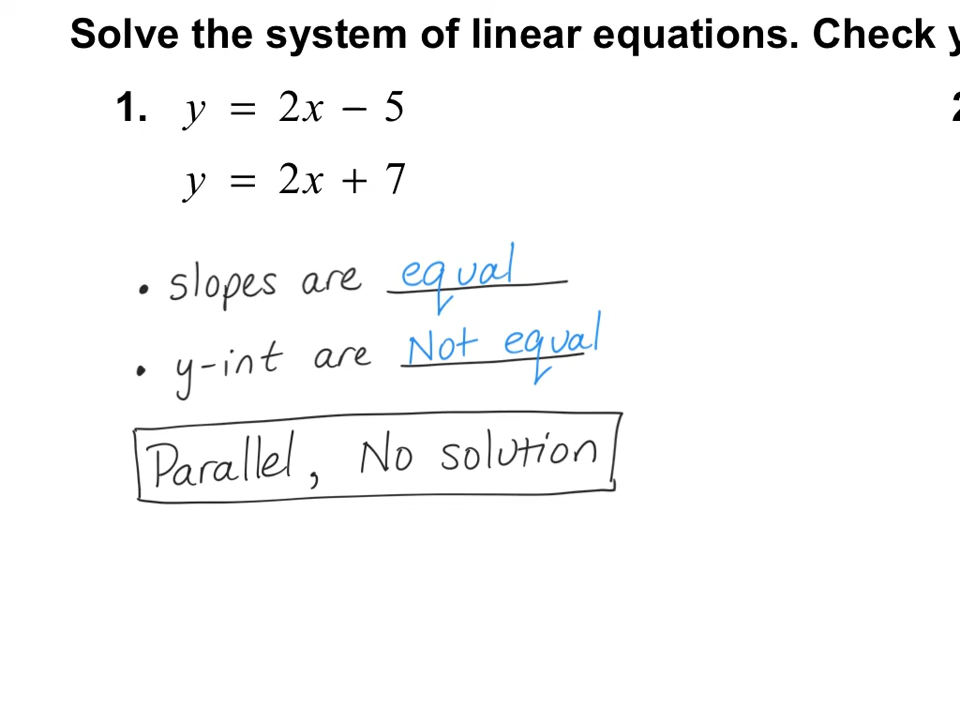 Solve the system of linear equations. Check y
1. y = 2x − 5
y = 2x + 7
• slopes are equal
• y-int are Not equal
Parallel, No solution